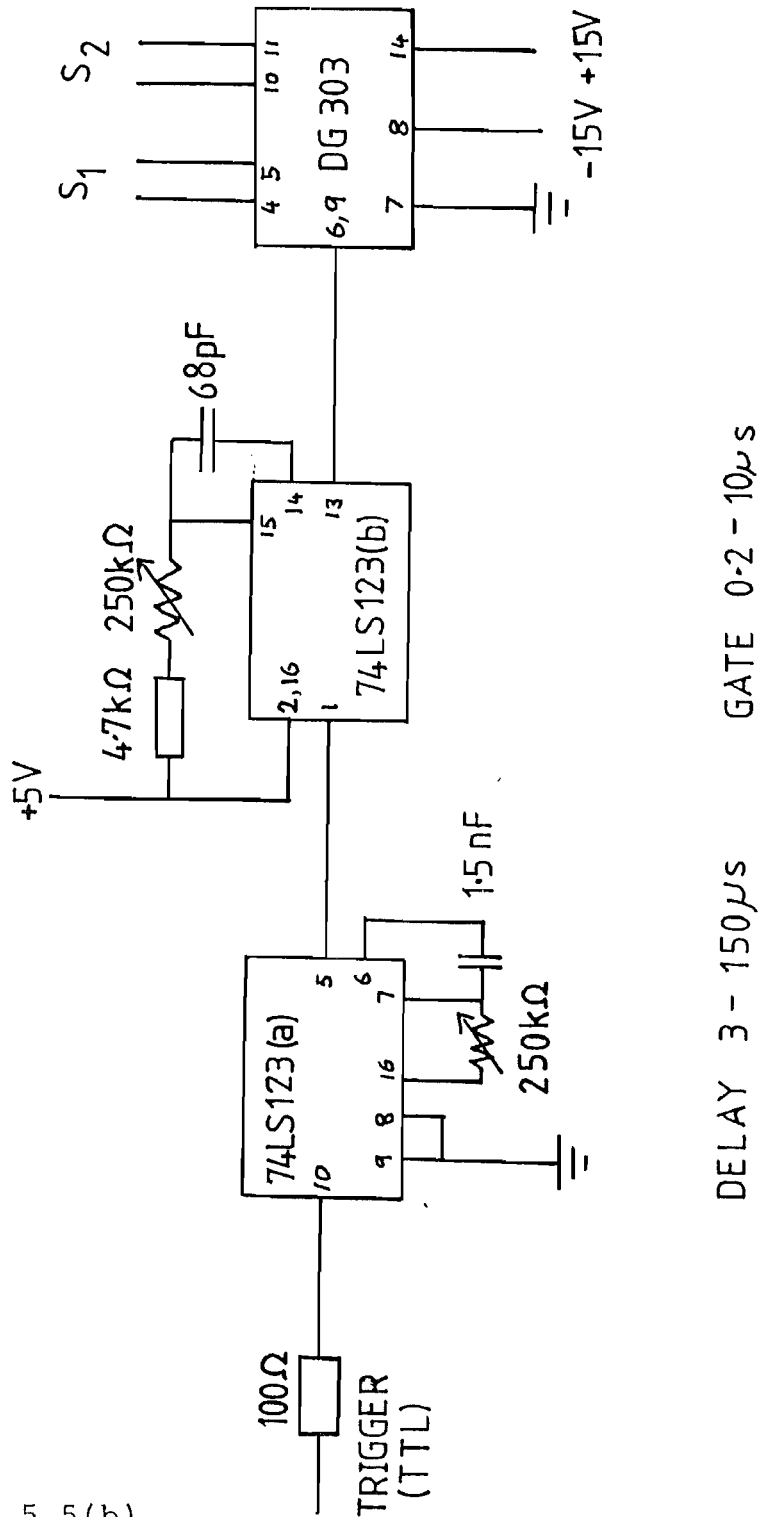 TRIGGER
(TTL)
100Ω
74LS123(a)
10
9
8
16
7
5
6
250kΩ
1·5nF
+5V
4·7kΩ
250kΩ
68pF
2,16
1
15
14
13
74LS123(b)
S1
S2
4
5
10
11
6,9
DG 303
7
8
14
-15V +15V
DELAY 3 - 150μs
GATE 0·2 - 10μs
5.5(b)